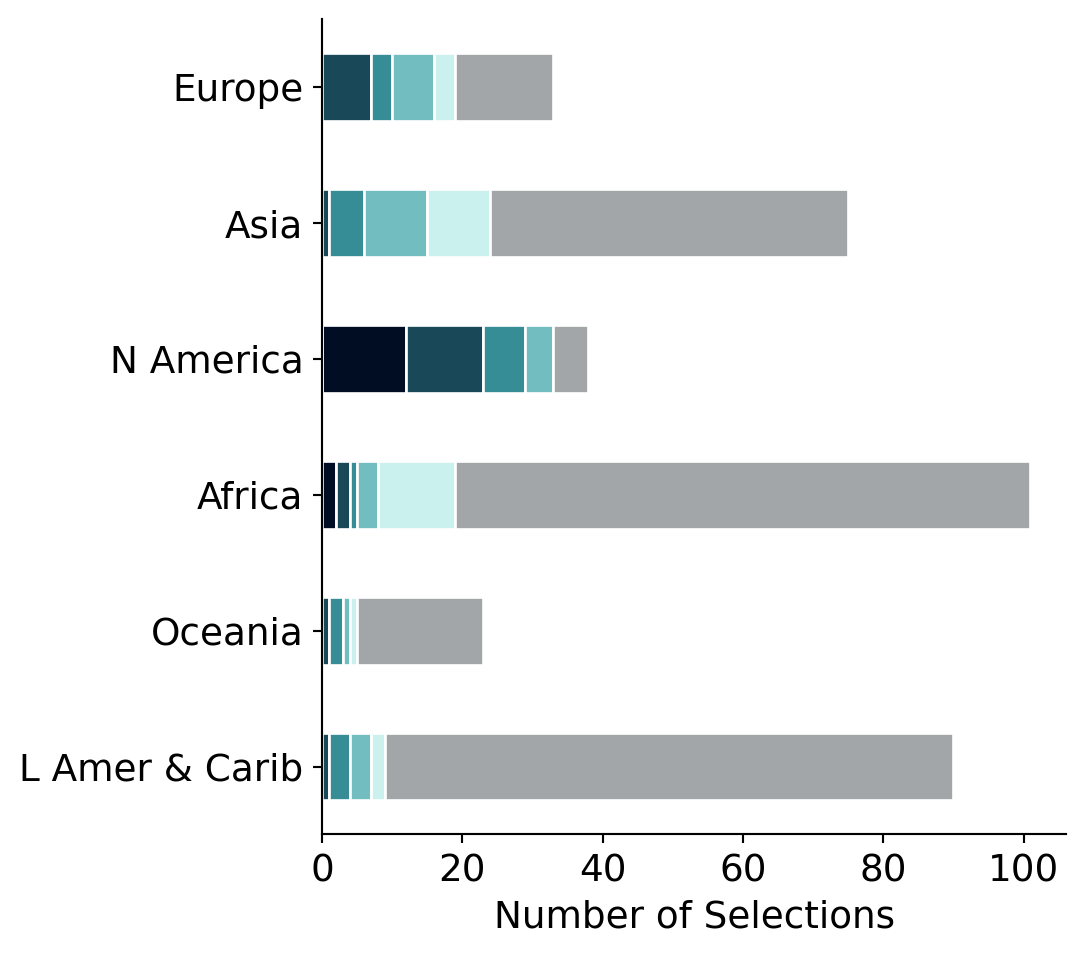 Europe
Asia
N America
Africa
Oceania
L Amer & Carib
0 20 40 60 80 100
Number of Selections